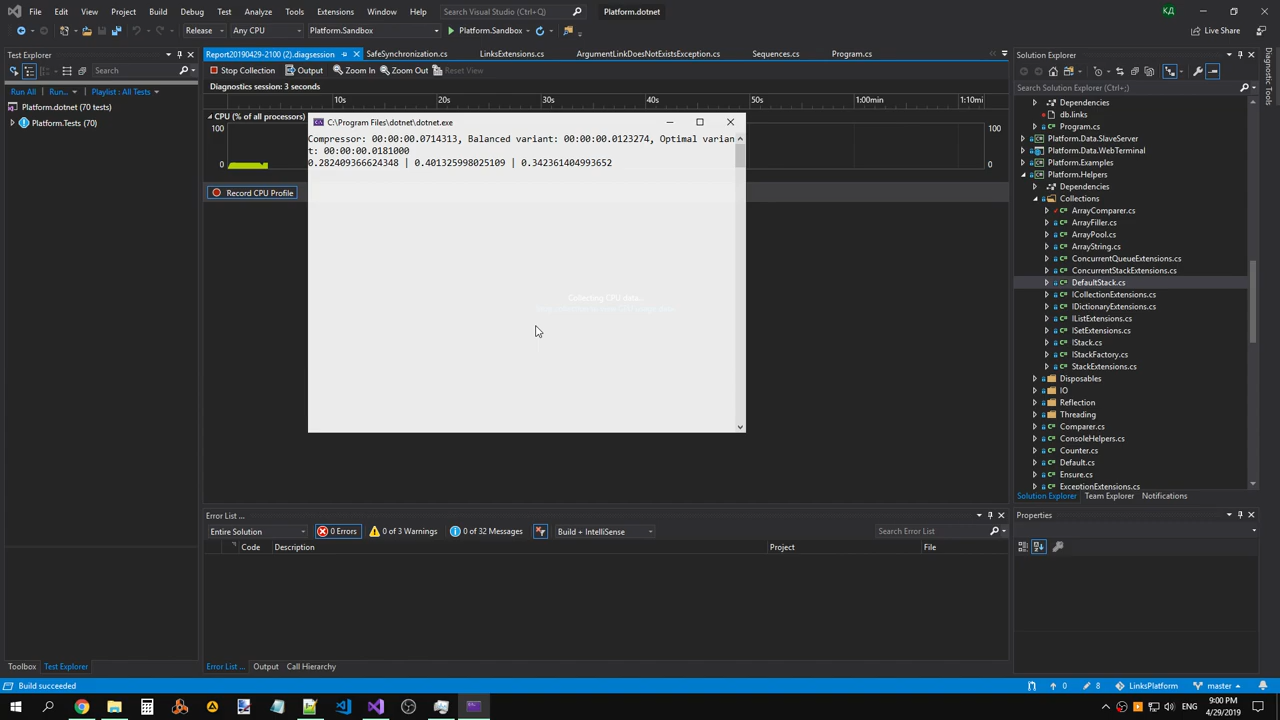 File Edit View Project Build Debug Test Analyze Tools Extensions Window Help Search Visual Studio Platform.dotnet КД
Release Any CPU Platform.Sandbox Platform.Sandbox Live Share
Test Explorer
Search
Run All Run... Playlist : All Tests
Platform.dotnet (70 tests)
Platform.Tests (70)
Report20190429-2100 (2).diagsession SafeSynchronization.cs LinksExtensions.cs ArgumentLinkDoesNotExistsException.cs Sequences.cs Program.cs
Stop Collection Output Zoom In Zoom Out Reset View
Diagnostics session: 3 seconds
10s 20s 30s 40s 50s 1:00min 1:10mi
CPU (% of all processors)
100 100
0 0
Record CPU Profile
C:\Program Files\dotnet\dotnet.exe
Compressor: 00:00:00.0714313, Balanced variant: 00:00:00.0123274, Optimal varian
t: 00:00:00.0181000
0.282409366624348 | 0.401325998025109 | 0.342361404993652
Collecting CPU data...
Solution Explorer
Search Solution Explorer (Ctrl+;)
Dependencies
db.links
Program.cs
Platform.Data.SlaveServer
Platform.Data.WebTerminal
Platform.Examples
Platform.Helpers
Dependencies
Collections
ArrayComparer.cs
ArrayFiller.cs
ArrayPool.cs
ArrayString.cs
ConcurrentQueueExtensions.cs
ConcurrentStackExtensions.cs
DefaultStack.cs
ICollectionExtensions.cs
IDictionaryExtensions.cs
IListExtensions.cs
ISetExtensions.cs
IStack.cs
IStackFactory.cs
StackExtensions.cs
Disposables
IO
Reflection
Threading
Comparer.cs
ConsoleHelpers.cs
Counter.cs
Default.cs
Ensure.cs
ExceptionExtensions.cs
Solution Explorer Team Explorer Notifications
Properties
Diagnostic Tools
Error List ...
Entire Solution 0 Errors 0 of 3 Warnings 0 of 32 Messages Build + IntelliSense Search Error List
Code Description Project File
Toolbox Test Explorer
Error List ... Output Call Hierarchy
Build succeeded 0 8 LinksPlatform master
ENG 9:00 PM
4/29/2019